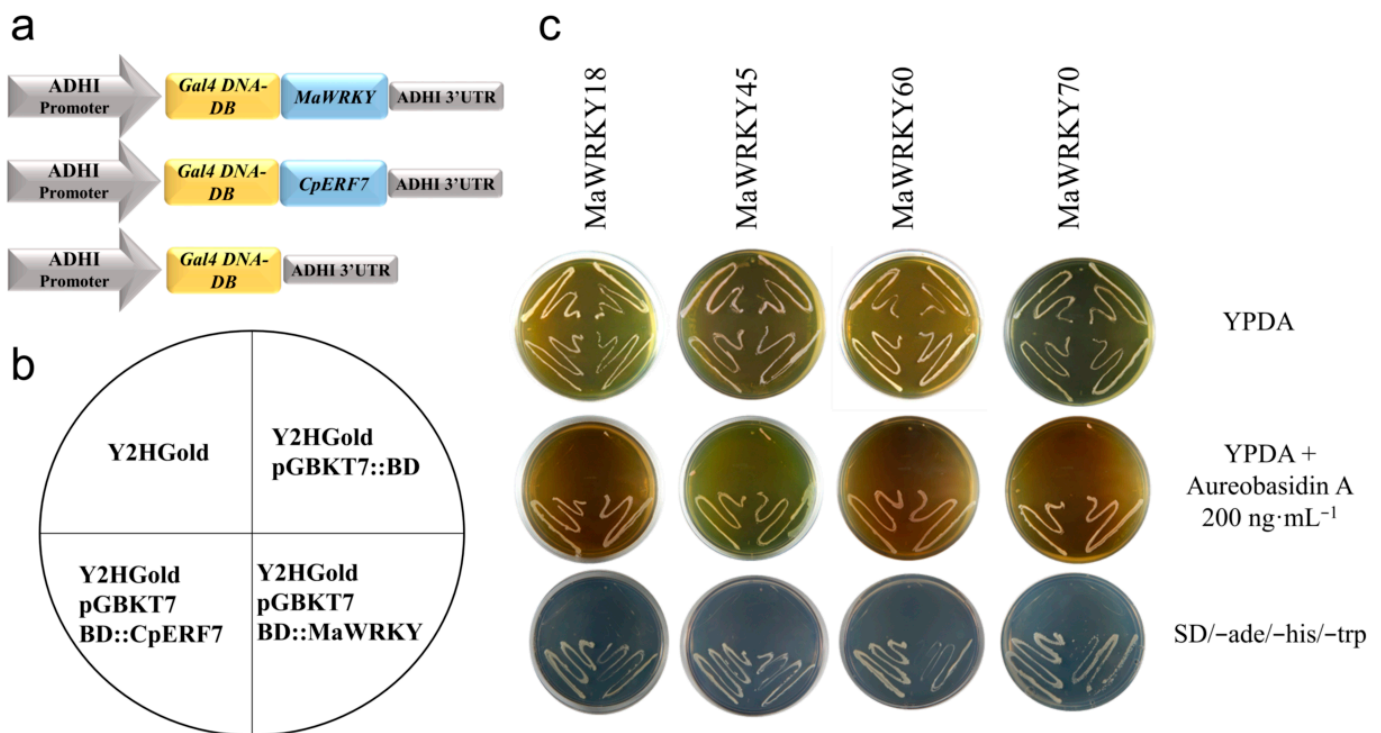 a
ADHI
Promoter
Gal4 DNA-
DB
MaWRKY
ADHI 3’UTR
ADHI
Promoter
Gal4 DNA-
DB
CpERF7
ADHI 3’UTR
ADHI
Promoter
Gal4 DNA-
DB
ADHI 3’UTR
b
Y2HGold
Y2HGold
pGBKT7::BD
Y2HGold
pGBKT7
BD::CpERF7
Y2HGold
pGBKT7
BD::MaWRKY
c
MaWRKY18
MaWRKY45
MaWRKY60
MaWRKY70
YPDA
YPDA +
Aureobasidin A
200 ng·mL⁻¹
SD/–ade/–his/–trp